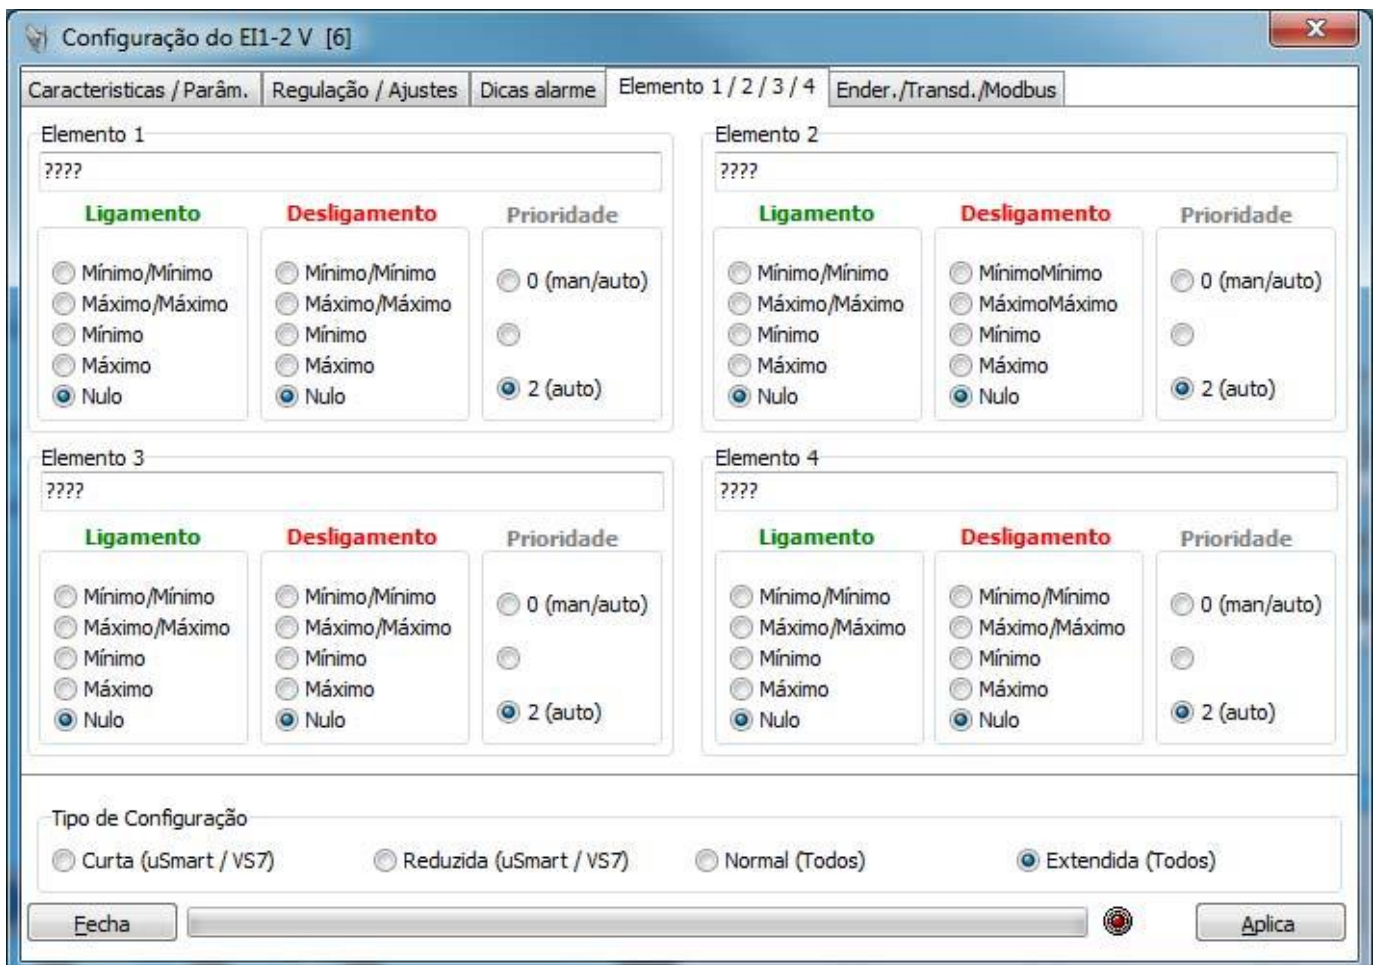 Configuração do EI1-2 V [6]
X
Caracteristicas / Parâm. Regulação / Ajustes Dicas alarme Elemento 1 / 2 / 3 / 4 Ender./Transd./Modbus
Elemento 1
????
Ligamento Desligamento Prioridade
Mínimo/Mínimo Mínimo/Mínimo 0 (man/auto)
Máximo/Máximo Máximo/Máximo
Mínimo Mínimo
Máximo Máximo
Nulo Nulo 2 (auto)
Elemento 2
????
Ligamento Desligamento Prioridade
Mínimo/Mínimo MínimoMínimo 0 (man/auto)
Máximo/Máximo MáximoMáximo
Mínimo Mínimo
Máximo Máximo
Nulo Nulo 2 (auto)
Elemento 3
????
Ligamento Desligamento Prioridade
Mínimo/Mínimo Mínimo/Mínimo 0 (man/auto)
Máximo/Máximo Máximo/Máximo
Mínimo Mínimo
Máximo Máximo
Nulo Nulo 2 (auto)
Elemento 4
????
Ligamento Desligamento Prioridade
Mínimo/Mínimo Mínimo/Mínimo 0 (man/auto)
Máximo/Máximo Máximo/Máximo
Mínimo Mínimo
Máximo Máximo
Nulo Nulo 2 (auto)
Tipo de Configuração
Curta (uSmart / VS7) Reduzida (uSmart / VS7) Normal (Todos) Extendida (Todos)
Fecha Aplica